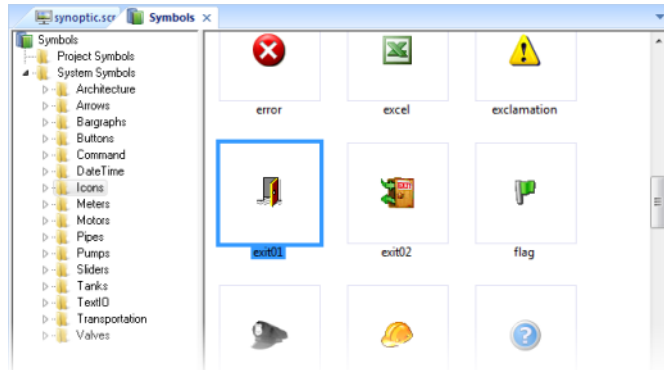 synoptic.scr Symbols
Symbols
Project Symbols
System Symbols
Architecture
Arrows
Bargraphs
Buttons
Command
DateTime
Icons
Meters
Motors
Pipes
Pumps
Sliders
Tanks
TextIO
Transportation
Valves
error excel exclamation
EXIT
exit01 exit02 flag